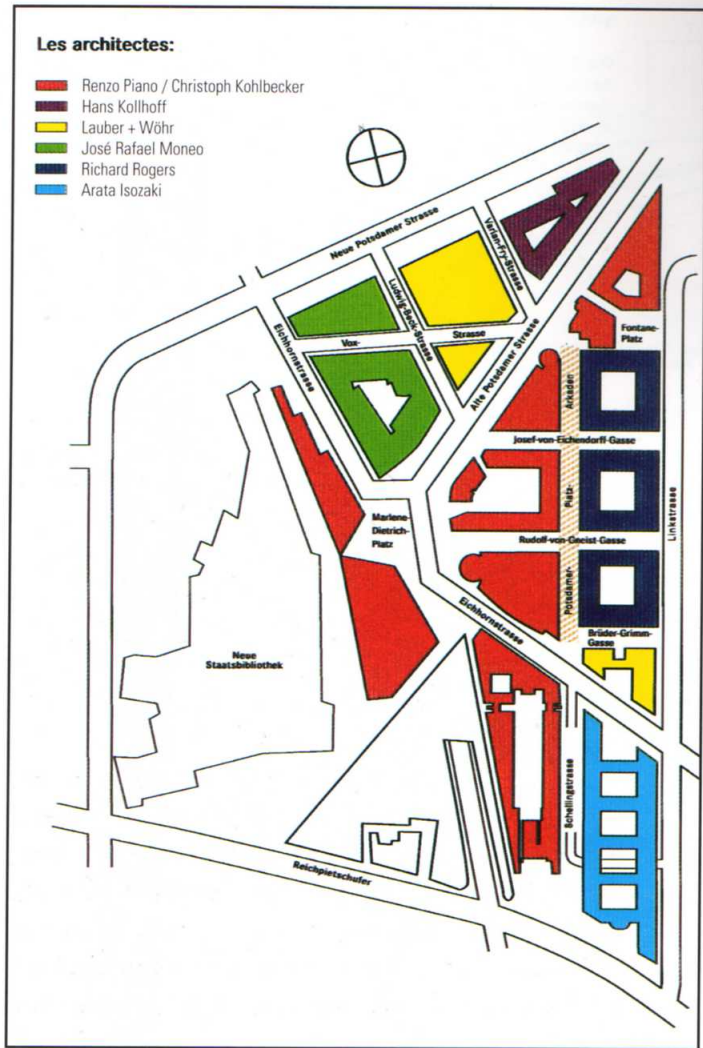 Les architectes:
Renzo Piano / Christoph Kohlbecker
Hans Kollhoff
Lauber + Wöhr
José Rafael Moneo
Richard Rogers
Arata Isozaki
N
Neue Potsdamer Strasse
Varian-Fry-Strasse
Ludwig-Beck-Strasse
Eichhornstrasse
Vox-
Strasse
Alte Potsdamer Strasse
Fontane-
Platz
Arkaden
Josef-von-Eichendorff-Gasse
Platz-
Linkstrasse
Marlene-
Dietrich-
Platz
Rudolf-von-Gneist-Gasse
Potsdamer-
Eichhornstrasse
Brüder-Grimm-
Gasse
Neue
Staatsbibliothek
Schellingstrasse
Reichpietschufer